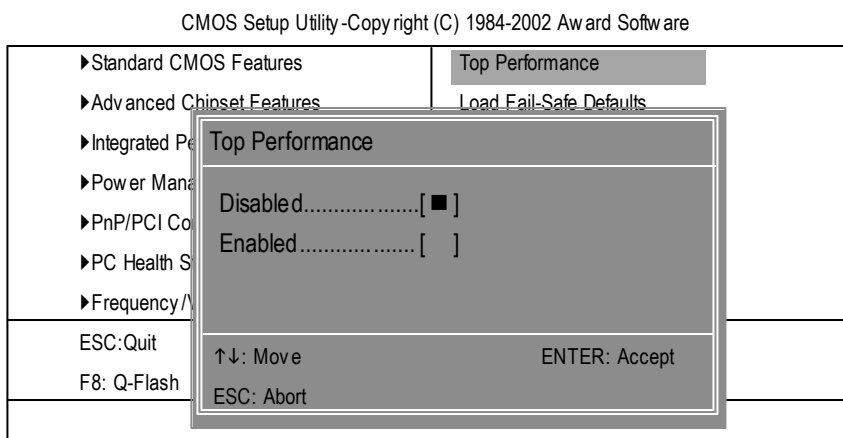 CMOS Setup Utility-Copyright (C) 1984-2002 Award Software
▶Standard CMOS Features
▶Advanced Chipset Features
▶Integrated Pe
▶Power Mana
▶PnP/PCI Co
▶PC Health S
▶Frequency/V
Top Performance
Load Fail-Safe Defaults
Top Performance
Disabled...................[ ■ ]
Enabled................... [   ]
↑↓: Move ENTER: Accept
ESC: Abort
ESC:Quit
F8: Q-Flash